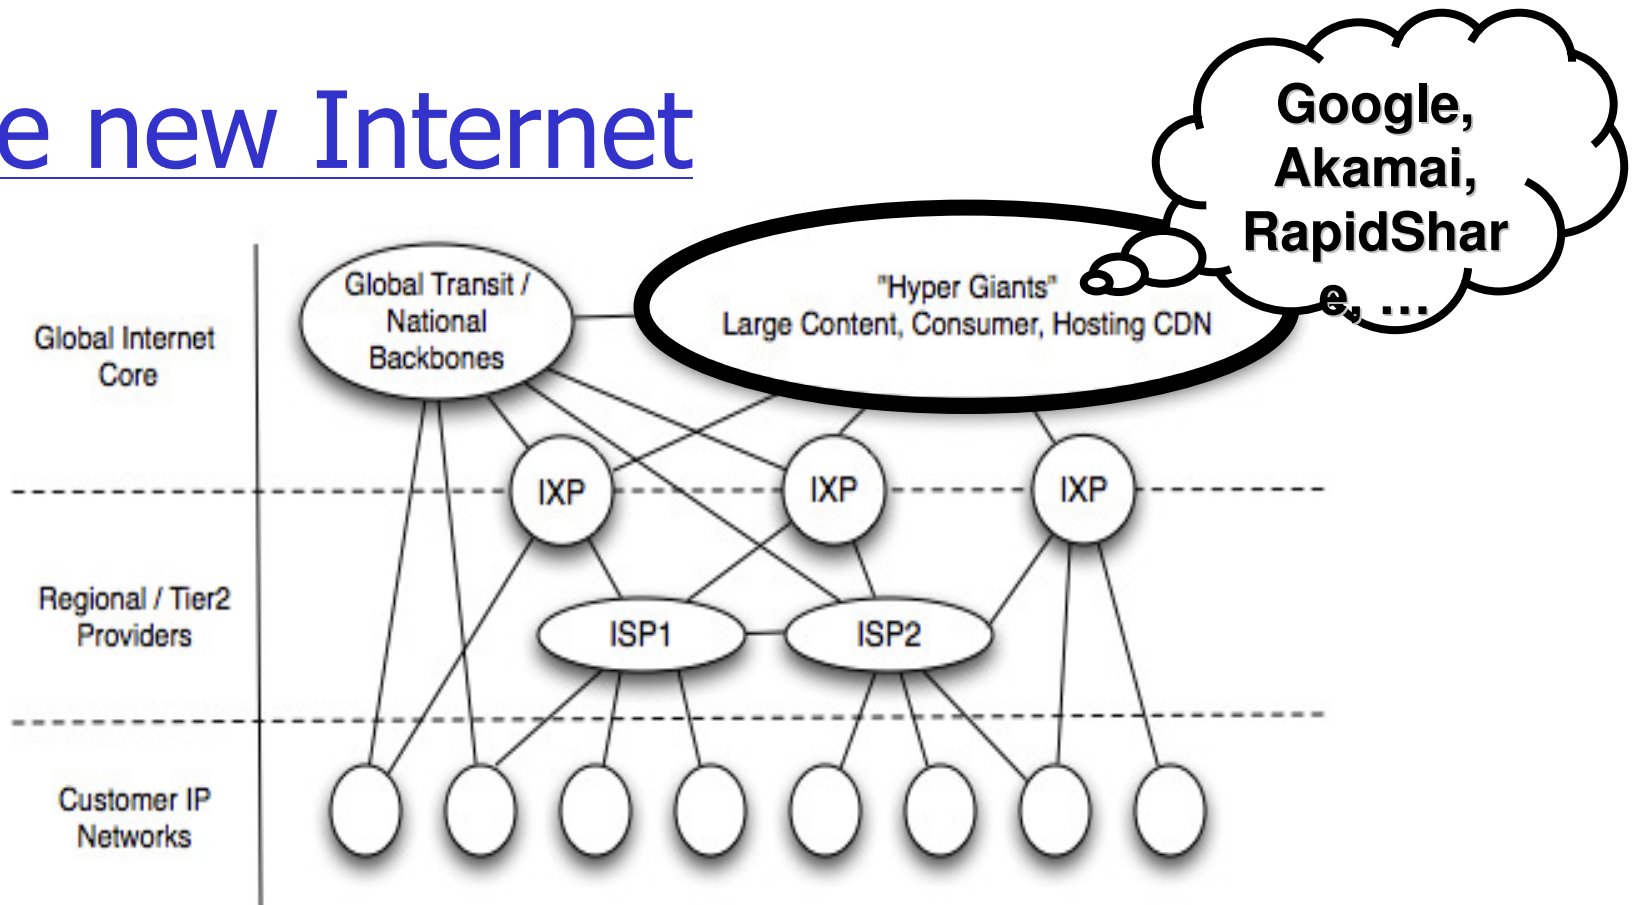 e new Internet
Google,
Akamai,
RapidShar
e, ...
Global Transit /
National
Backbones
"Hyper Giants"
Large Content, Consumer, Hosting CDN
Global Internet
Core
IXP
IXP
IXP
Regional / Tier2
Providers
ISP1
ISP2
Customer IP
Networks